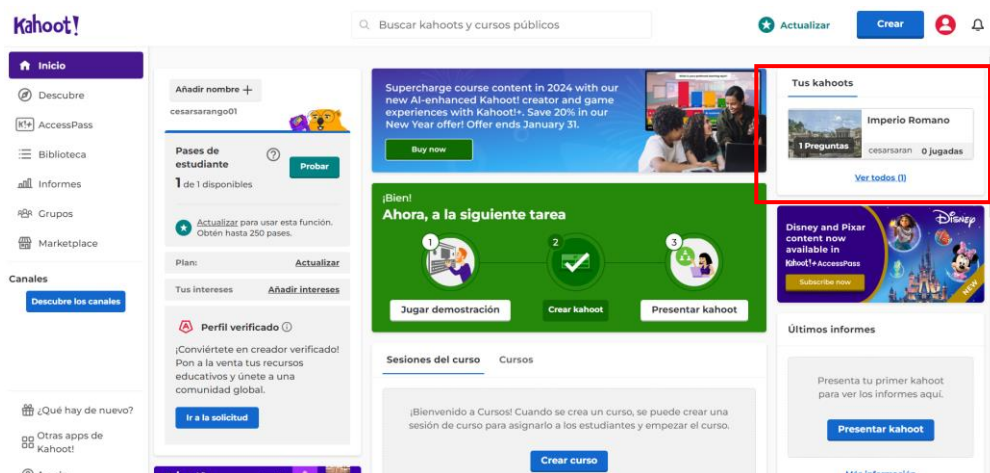 Kahoot!
Buscar kahoots y cursos públicos
Actualizar
Crear
Inicio
Descubre
K!+ AccessPass
Biblioteca
Informes
Grupos
Marketplace
Canales
Descubre los canales
¿Qué hay de nuevo?
Otras apps de
Kahoot!
Añadir nombre +
cesarsarango01
Pases de
estudiante
Probar
1 de 1 disponibles
Actualizar para usar esta función.
Obtén hasta 250 pases.
Plan:
Actualizar
Tus intereses
Añadir intereses
Perfil verificado
¡Conviértete en creador verificado!
Pon a la venta tus recursos
educativos y únete a una
comunidad global.
Ir a la solicitud
Supercharge course content in 2024 with our
new AI-enhanced Kahoot! creator and game
experiences with Kahoot!+. Save 20% in our
New Year offer! Offer ends January 31.
Buy now
¡Bien!
Ahora, a la siguiente tarea
1
2
3
Jugar demostración
Crear kahoot
Presentar kahoot
Sesiones del curso
Cursos
¡Bienvenido a Cursos! Cuando se crea un curso, se puede crear una
sesión de curso para asignarlo a los estudiantes y empezar el curso.
Crear curso
Tus kahoots
Imperio Romano
1 Preguntas
cesarsaran
0 jugadas
Ver todos (1)
Disney and Pixar
content now
available in
Kahoot!+ AccessPass
Subscribe now
Disney
NEW
Últimos informes
Presenta tu primer kahoot
para ver los informes aquí.
Presentar kahoot
Más información